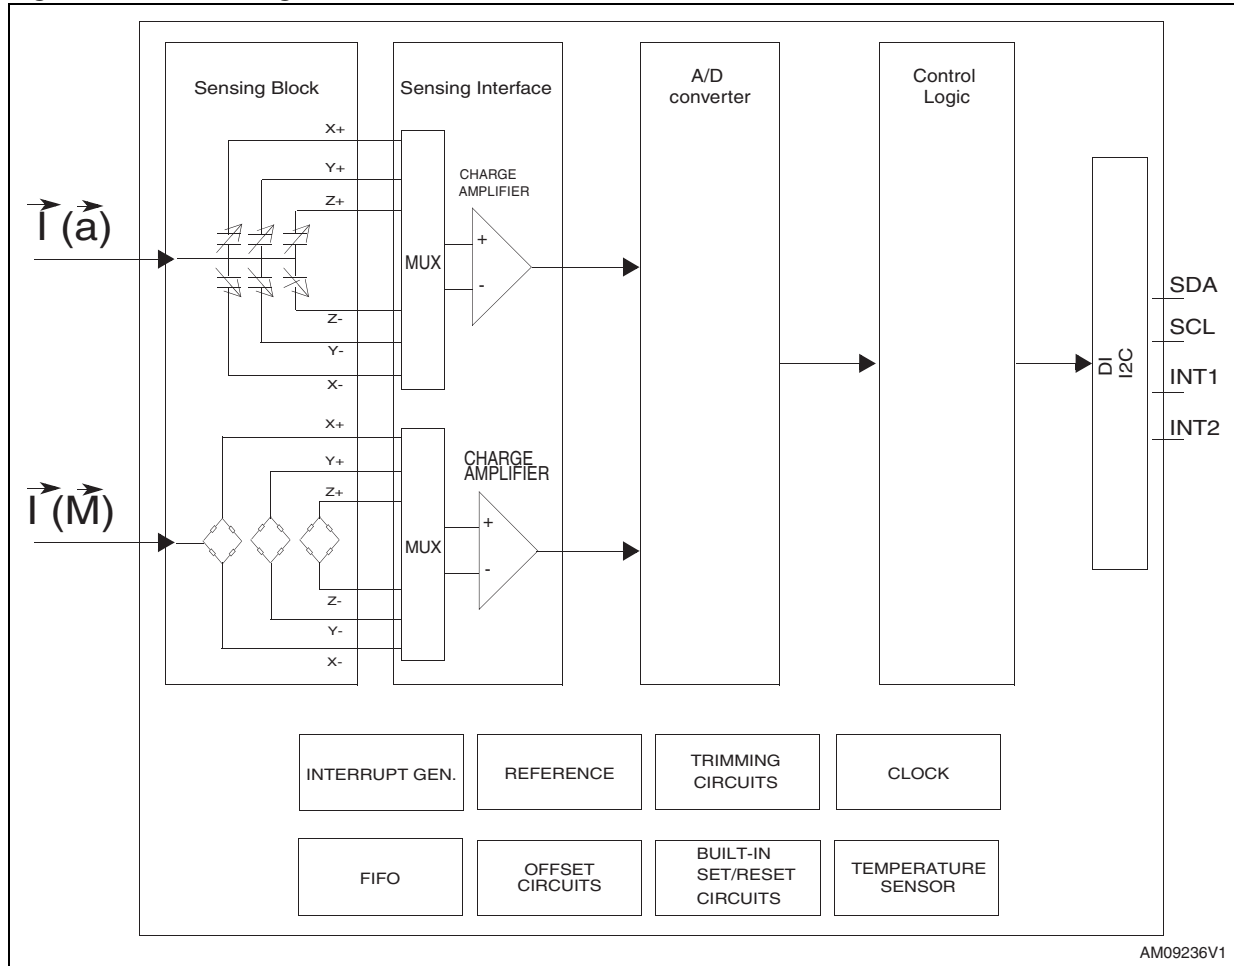 Sensing Block
Sensing Interface
A/D
converter
Control
Logic
X+
Y+
Z+
CHARGE
AMPLIFIER
I (a)
+
-
MUX
Z-
Y-
X-
SDA
SCL
INT1
INT2
DI
I2C
X+
Y+
Z+
CHARGE
AMPLIFIER
I (M)
+
-
MUX
Z-
Y-
X-
INTERRUPT GEN.
REFERENCE
TRIMMING
CIRCUITS
CLOCK
FIFO
OFFSET
CIRCUITS
BUILT-IN
SET/RESET
CIRCUITS
TEMPERATURE
SENSOR
AM09236V1